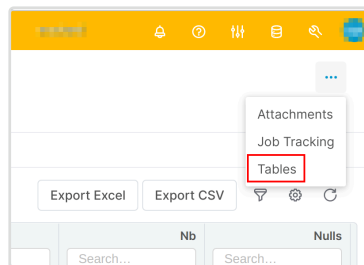 Attachments
Job Tracking
Tables
Export Excel Export CSV
Nb Nulls
Search... Search...